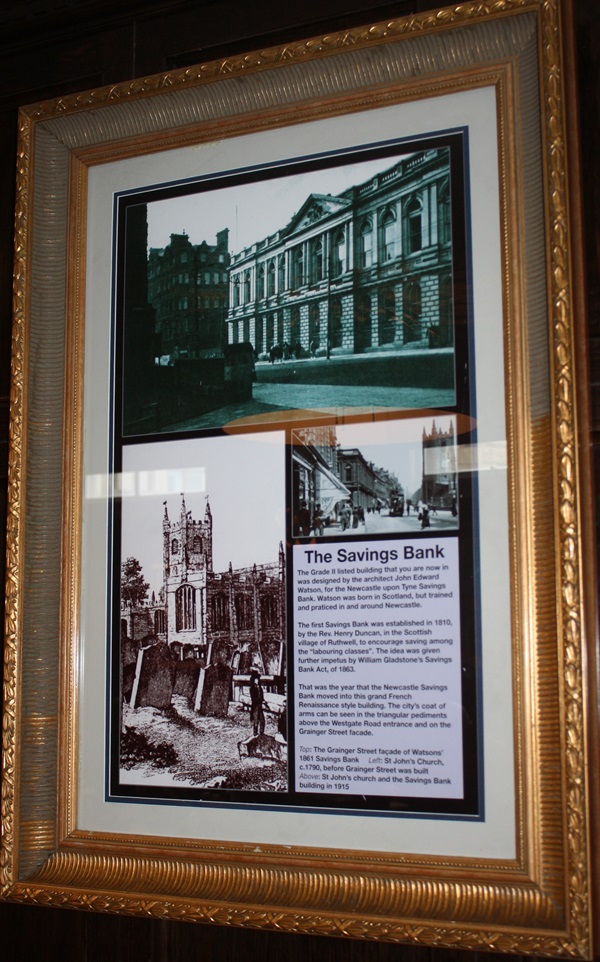 The Savings Bank
The Grade II listed building that you are now in
was designed by the architect John Edward
Watson, for the Newcastle upon Tyne Savings
Bank. Watson was born in Scotland, but trained
and praticed in and around Newcastle.
The first Savings Bank was established in 1810,
by the Rev. Henry Duncan, in the Scottish
village of Ruthwell, to encourage saving among
the "labouring classes". The idea was given
further impetus by William Gladstone's Savings
Bank Act, of 1863.
That was the year that the Newcastle Savings
Bank moved into this grand French
Renaissance style building. The city's coat of
arms can be seen in the triangular pediments
above the Westgate Road entrance and on the
Grainger Street facade.
Top: The Grainger Street façade of Watsons'
1861 Savings Bank Left: St John's Church,
c.1790, before Grainger Street was built
Above: St John's church and the Savings Bank
building in 1915